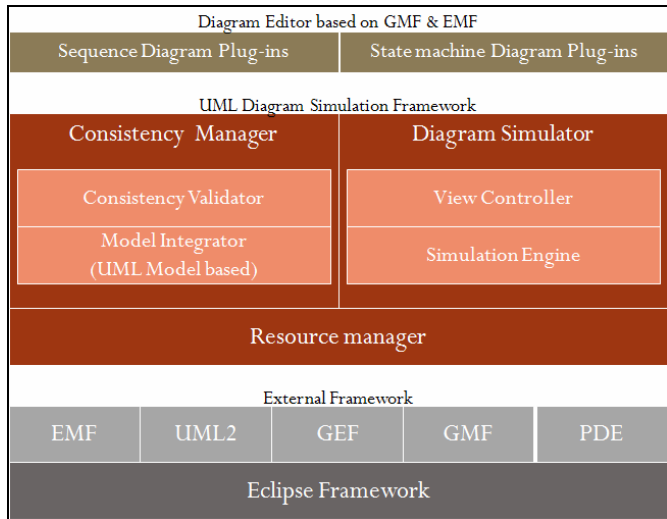 Diagram Editor based on GMF & EMF
Sequence Diagram Plug-ins
State machine Diagram Plug-ins
UML Diagram Simulation Framework
Consistency Manager
Diagram Simulator
Consistency Validator
View Controller
Model Integrator
(UML Model based)
Simulation Engine
Resource manager
External Framework
EMF
UML2
GEF
GMF
PDE
Eclipse Framework